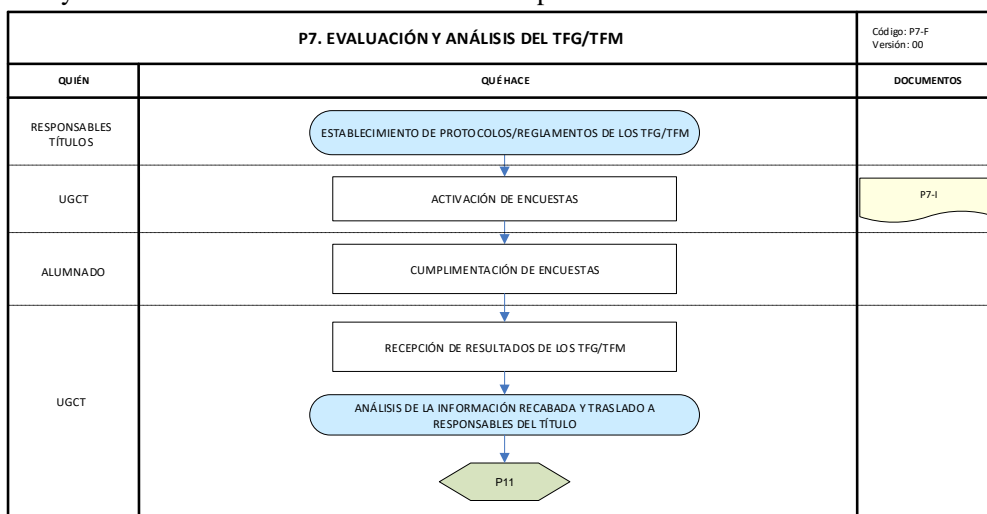 P7. EVALUACIÓN Y ANÁLISIS DEL TFG/TFM
Código: P7-F
Versión: 00
QUIÉN
QUÉ HACE
DOCUMENTOS
RESPONSABLES
TÍTULOS
ESTABLECIMIENTO DE PROTOCOLOS/REGLAMENTOS DE LOS TFG/TFM
UGCT
ACTIVACIÓN DE ENCUESTAS
P7-I
ALUMNADO
CUMPLIMENTACIÓN DE ENCUESTAS
RECEPCIÓN DE RESULTADOS DE LOS TFG/TFM
UGCT
ANÁLISIS DE LA INFORMACIÓN RECABADA Y TRASLADO A
RESPONSABLES DEL TÍTULO
P11